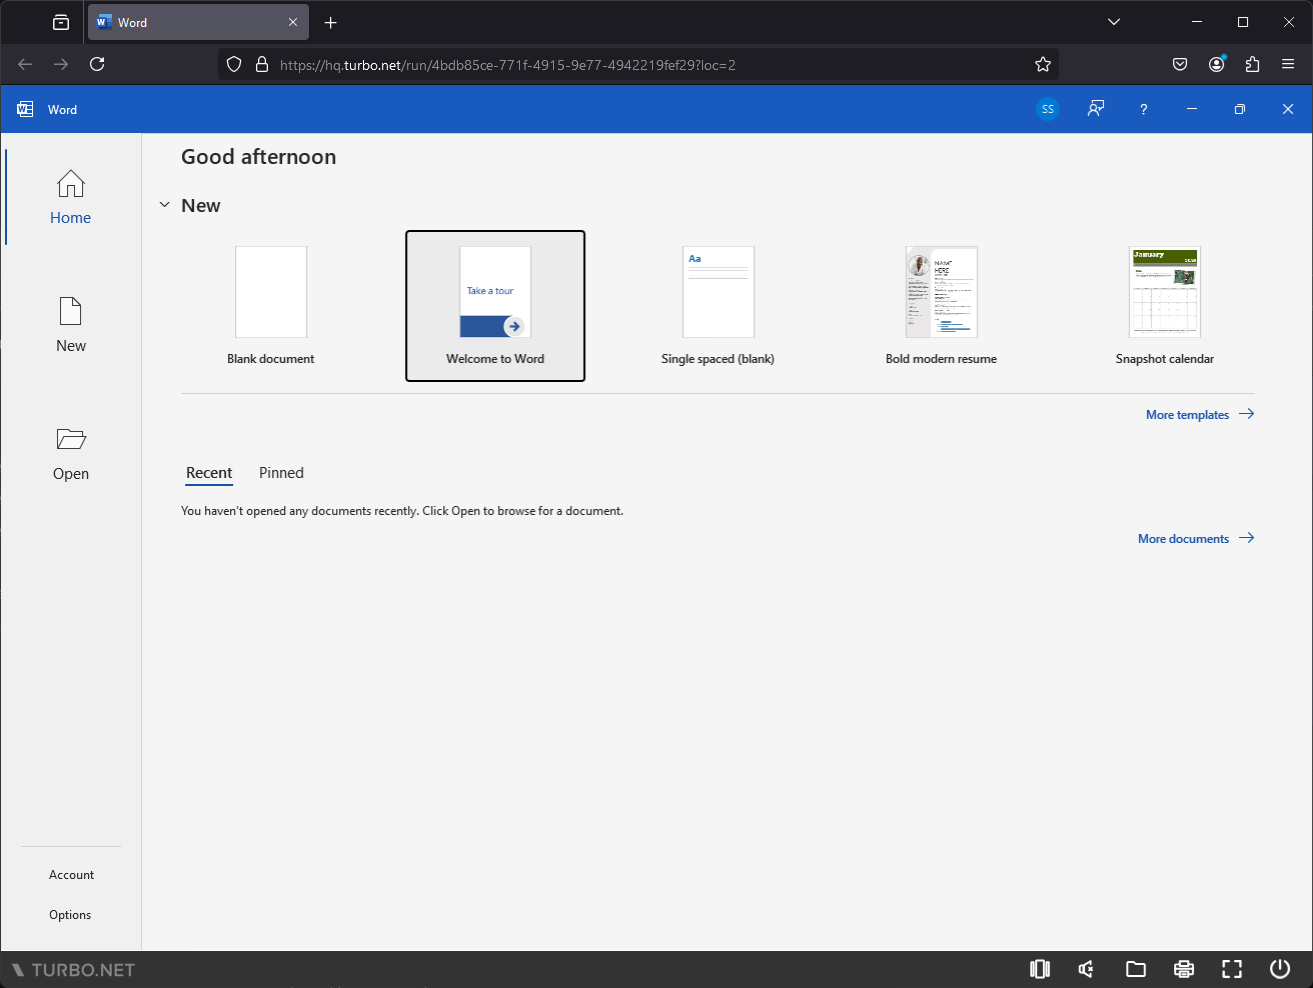 Word
https://hq.turbo.net/run/4bdb85ce-771f-4915-9e77-4942219fef29?loc=2
Word
SS
?
Good afternoon
Home
New
New
Open
Blank document
Take a tour
Welcome to Word
Aa
Single spaced (blank)
NAME
HERE
Bold modern resume
January
Snapshot calendar
More templates
Recent
Pinned
You haven't opened any documents recently. Click Open to browse for a document.
More documents
Account
Options
TURBO.NET